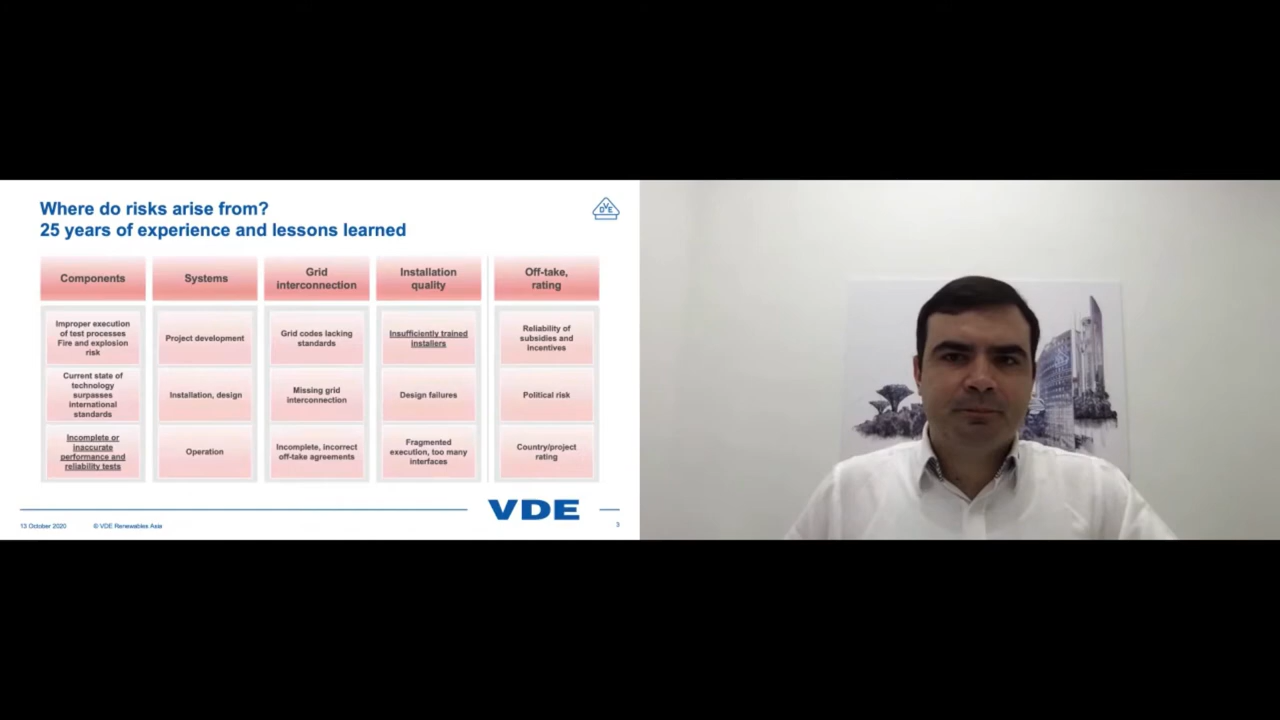 Where do risks arise from?
25 years of experience and lessons learned
VDE
Components
Systems
Grid
interconnection
Installation
quality
Off-take,
rating
Improper execution
of test processes
Fire and explosion
risk
Project development
Grid codes lacking
standards
Insufficiently trained
installers
Reliability of
subsidies and
incentives
Current state of
technology
surpasses
international
standards
Installation, design
Missing grid
interconnection
Design failures
Political risk
Incomplete or
inaccurate
performance and
reliability tests
Operation
Incomplete, incorrect
off-take agreements
Fragmented
execution, too many
interfaces
Country/project
rating
VDE
13 October 2020
© VDE Renewables Asia
3